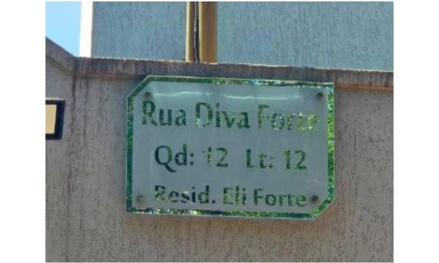 Rua Diva Forte
Qd: 12 Lt: 12
Resid. Eli Forte